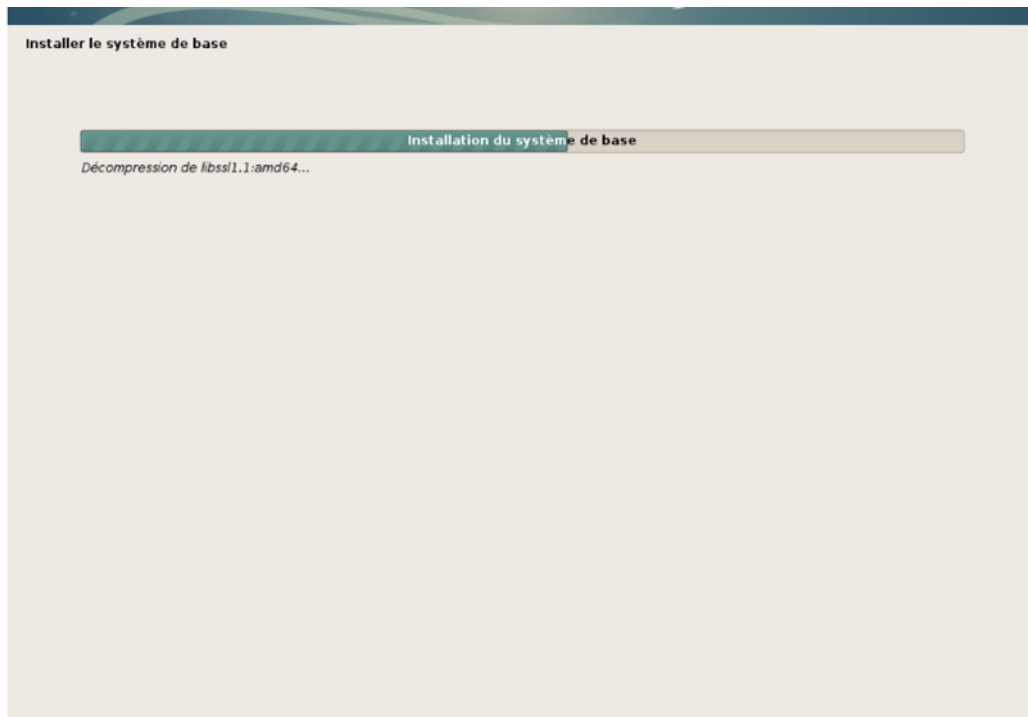 Installer le système de base
Installation du système de base
Décompression de libssl1.1:amd64...